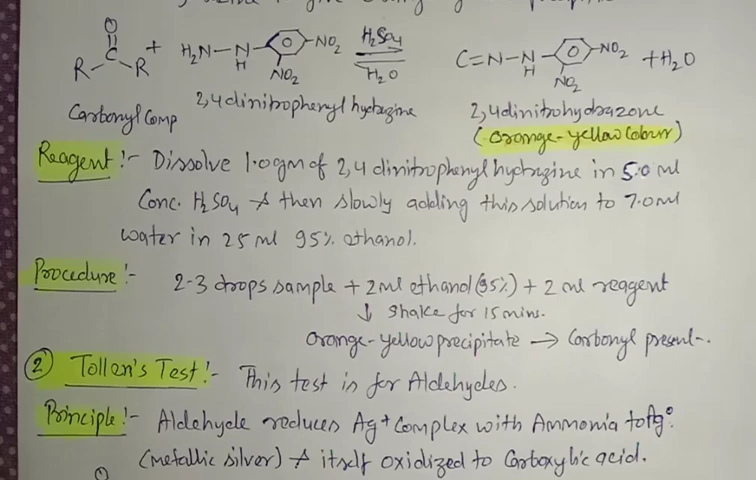 O
C
R R + H2N-N-H NO2 NO2 H2SO4 H2O C=N-N-H NO2 NO2 + H2O
Carbonyl Comp 2,4 dinitrophenyl hydrazine 2,4 dinitrohydrazone
(Orange-yellow Colour)
Reagent:- Dissolve 1.0gm of 2,4 dinitrophenyl hydrazine in 5.0 ml
Conc. H2SO4 & then slowly adding this solution to 7.0ml
water in 25 ml 95% ethanol.
Procedure:- 2-3 drops sample + 2ml ethanol (95%) + 2 ml reagent
↓ Shake for 15 mins.
Orange-yellow precipitate → Carbonyl present.
② Tollen's Test:- This test is for Aldehydes.
Principle:- Aldehyde reduces Ag+ Complex with Ammonia to Ag°
(metallic silver) & itself oxidized to Carboxylic acid.
O